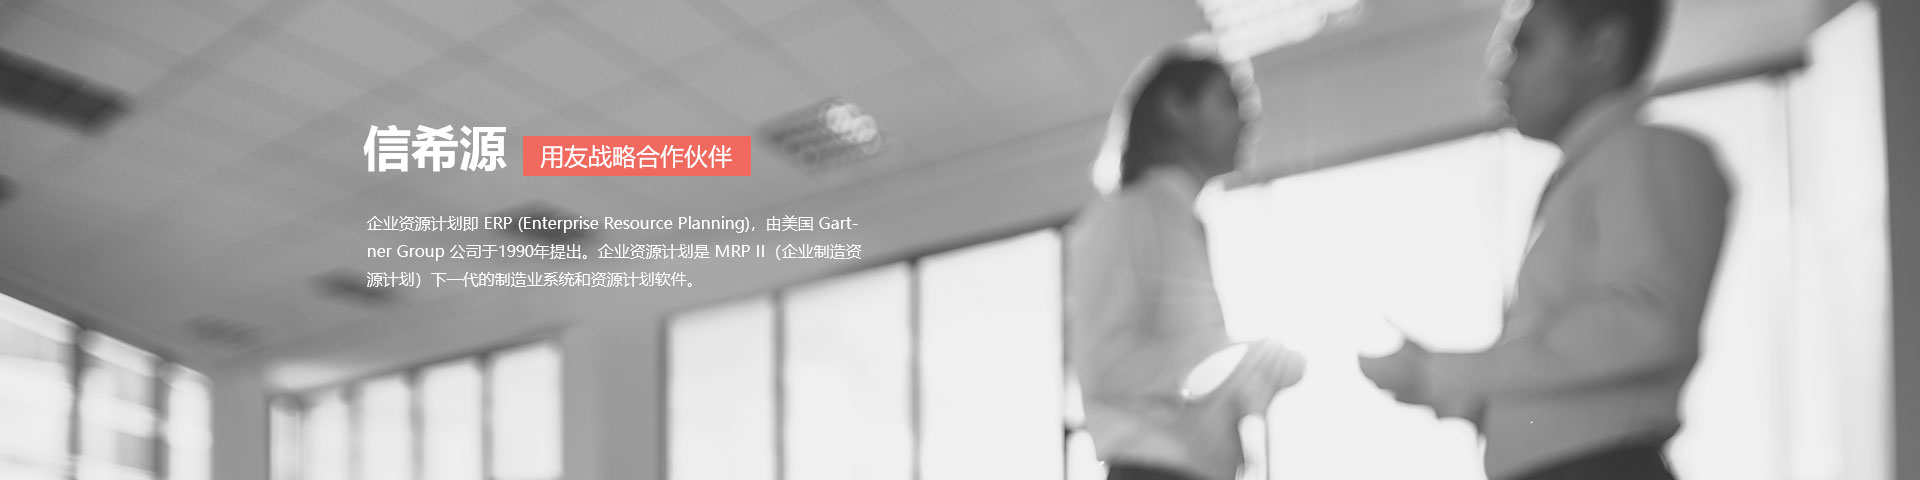 信希源 用友战略合作伙伴
企业资源计划即 ERP (Enterprise Resource Planning)，由美国 Gart-
ner Group 公司于1990年提出。企业资源计划是 MRP II（企业制造资
源计划）下一代的制造业系统和资源计划软件。